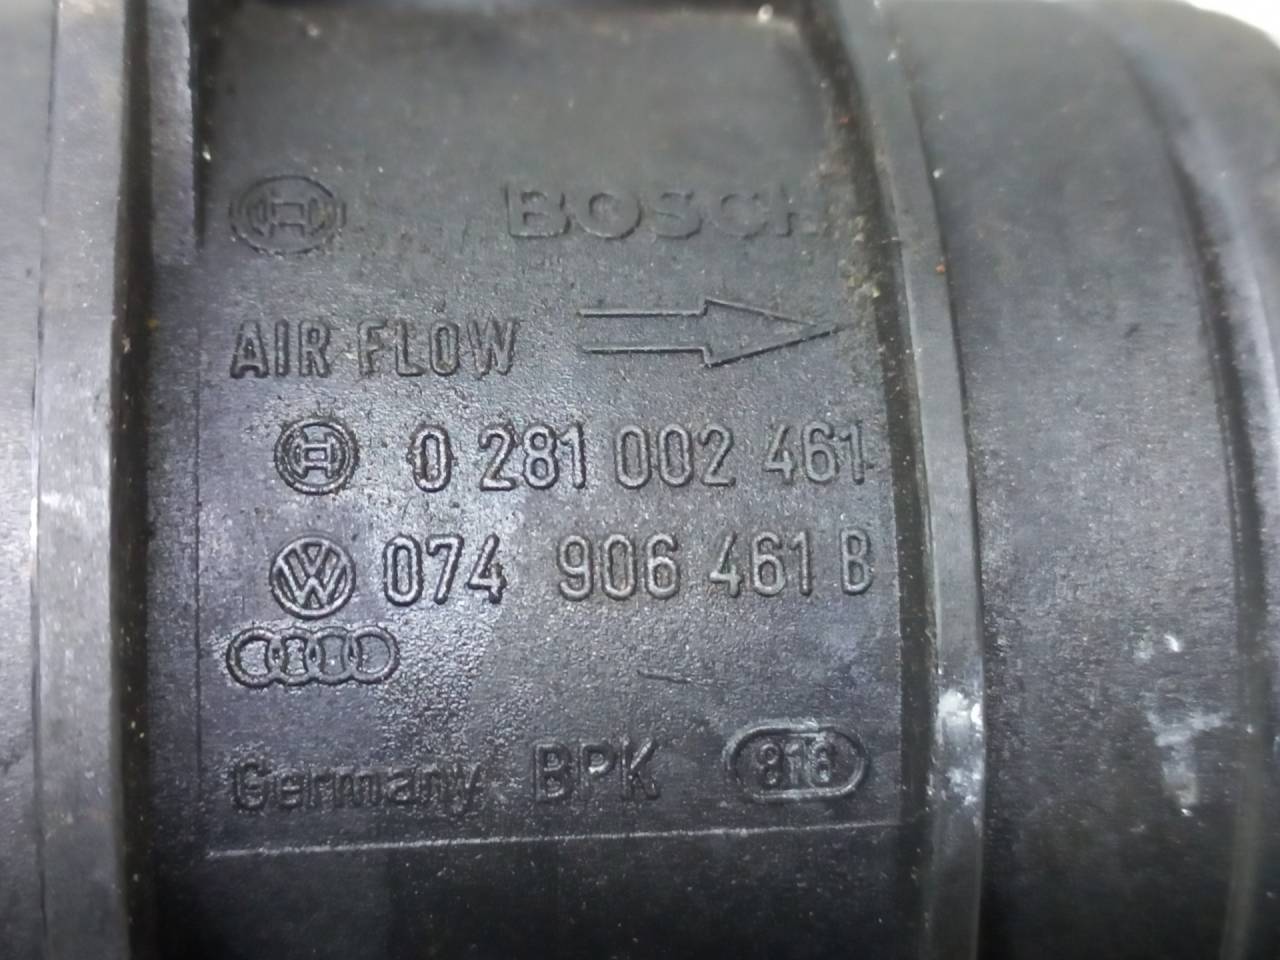 BOSCH
AIR FLOW
0 281 002 461
074 906 461 B
Germany BPK 818